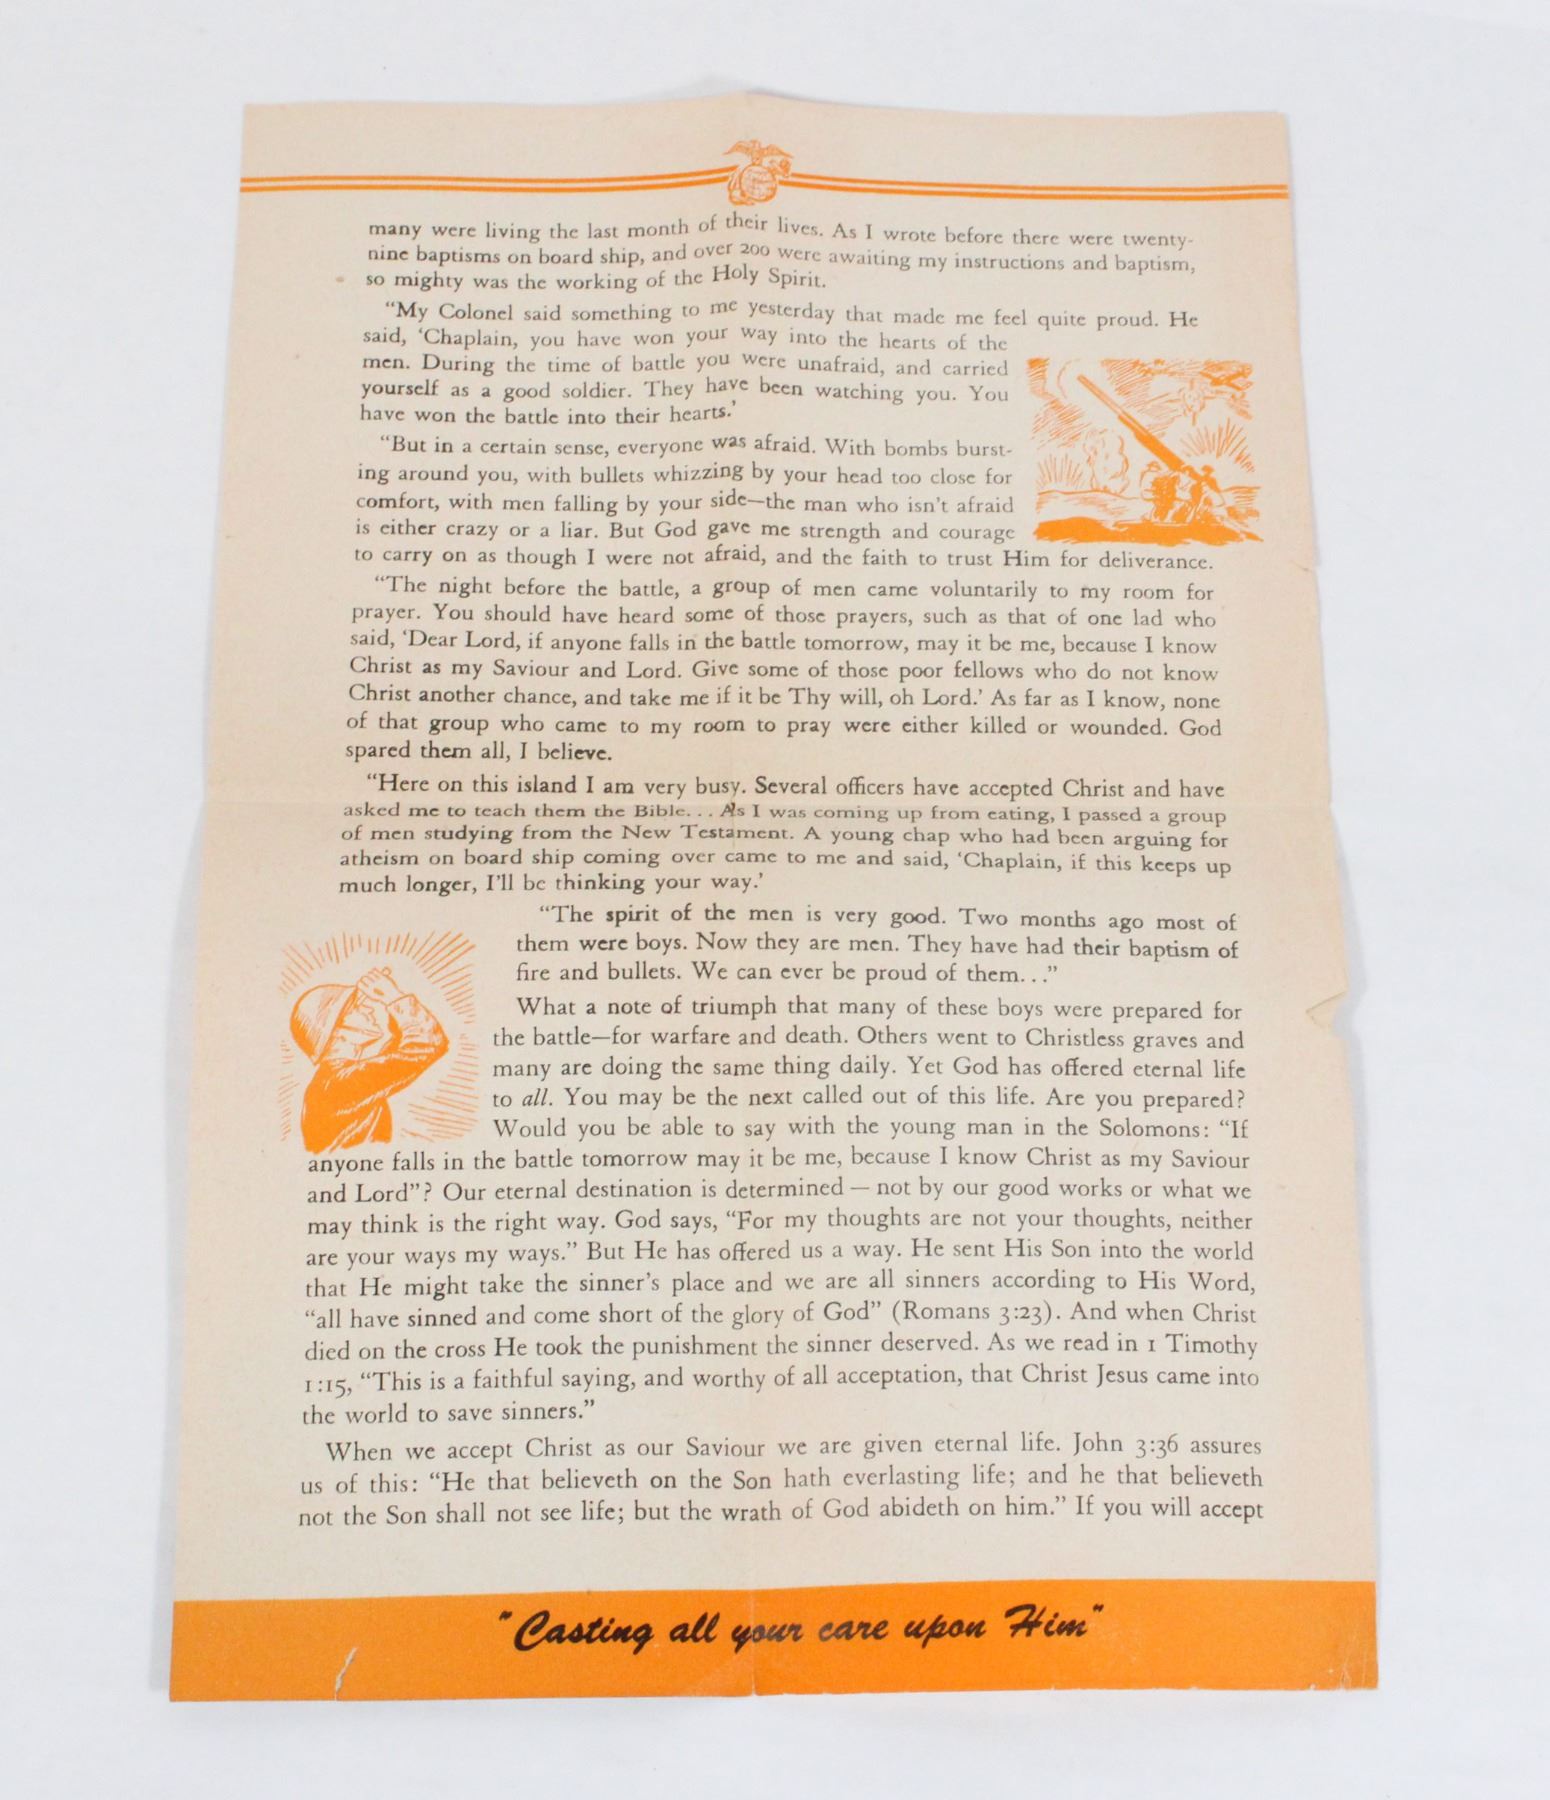 many were living the last month of their lives. As I wrote before there were twenty-
nine baptisms on board ship, and over 200 were awaiting my instructions and baptism,
so mighty was the working of the Holy Spirit.
“My Colonel said something to me yesterday that made me feel quite proud. He
said, ‘Chaplain, you have won your way into the hearts of the
men. During the time of battle you were unafraid, and carried
yourself as a good soldier. They have been watching you. You
have won the battle into their hearts.’
“But in a certain sense, everyone was afraid. With bombs burst-
ing around you, with bullets whizzing by your head too close for
comfort, with men falling by your side—the man who isn’t afraid
is either crazy or a liar. But God gave me strength and courage
to carry on as though I were not afraid, and the faith to trust Him for deliverance.
“The night before the battle, a group of men came voluntarily to my room for
prayer. You should have heard some of those prayers, such as that of one lad who
said, ‘Dear Lord, if anyone falls in the battle tomorrow, may it be me, because I know
Christ as my Saviour and Lord. Give some of those poor fellows who do not know
Christ another chance, and take me if it be Thy will, oh Lord.’ As far as I know, none
of that group who came to my room to pray were either killed or wounded. God
spared them all, I believe.
“Here on this island I am very busy. Several officers have accepted Christ and have
asked me to teach them the Bible. . . As I was coming up from eating, I passed a group
of men studying from the New Testament. A young chap who had been arguing for
atheism on board ship coming over came to me and said, ‘Chaplain, if this keeps up
much longer, I’ll be thinking your way.’
“The spirit of the men is very good. Two months ago most of
them were boys. Now they are men. They have had their baptism of
fire and bullets. We can ever be proud of them. . .”
What a note of triumph that many of these boys were prepared for
the battle—for warfare and death. Others went to Christless graves and
many are doing the same thing daily. Yet God has offered eternal life
to all. You may be the next called out of this life. Are you prepared?
Would you be able to say with the young man in the Solomons: “If
anyone falls in the battle tomorrow may it be me, because I know Christ as my Saviour
and Lord”? Our eternal destination is determined — not by our good works or what we
may think is the right way. God says, “For my thoughts are not your thoughts, neither
are your ways my ways.” But He has offered us a way. He sent His Son into the world
that He might take the sinner’s place and we are all sinners according to His Word,
“all have sinned and come short of the glory of God” (Romans 3:23). And when Christ
died on the cross He took the punishment the sinner deserved. As we read in 1 Timothy
1:15, “This is a faithful saying, and worthy of all acceptation, that Christ Jesus came into
the world to save sinners.”
When we accept Christ as our Saviour we are given eternal life. John 3:36 assures
us of this: “He that believeth on the Son hath everlasting life; and he that believeth
not the Son shall not see life; but the wrath of God abideth on him.” If you will accept
"Casting all your care upon Him"